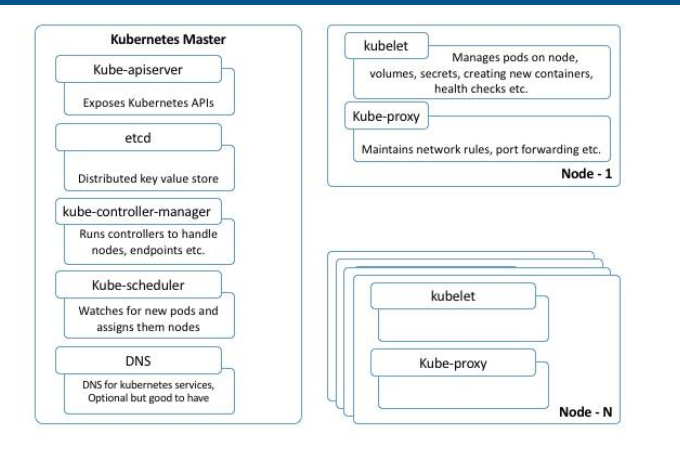 Kubernetes Master
Kube-apiserver
Exposes Kubernetes APIs
etcd
Distributed key value store
kube-controller-manager
Runs controllers to handle
nodes, endpoints etc.
Kube-scheduler
Watches for new pods and
assigns them nodes
DNS
DNS for kubernetes services,
Optional but good to have
kubelet
Manages pods on node,
volumes, secrets, creating new containers,
health checks etc.
Kube-proxy
Maintains network rules, port forwarding etc.
Node - 1
kubelet
Kube-proxy
Node - N